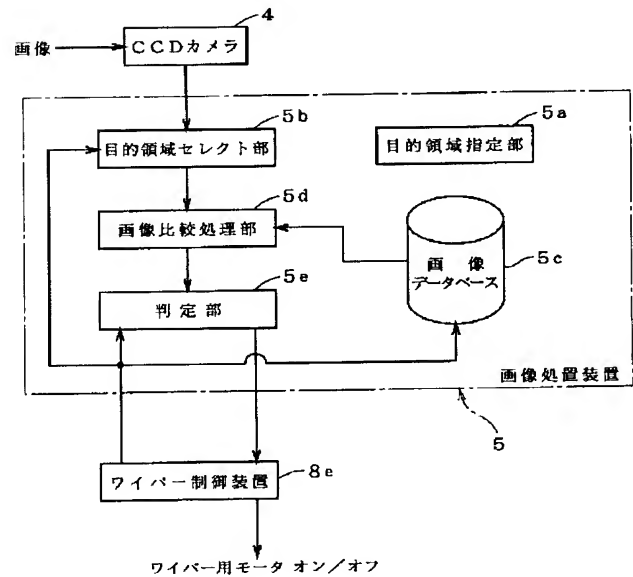 4
画像
CCDカメラ
5b
5a
目的領域セレクト部
目的領域指定部
5d
画像比較処理部
画像
データベース
5c
5e
判定部
画像処置装置
5
8e
ワイパー制御装置
ワイパー用モータ オン／オフ